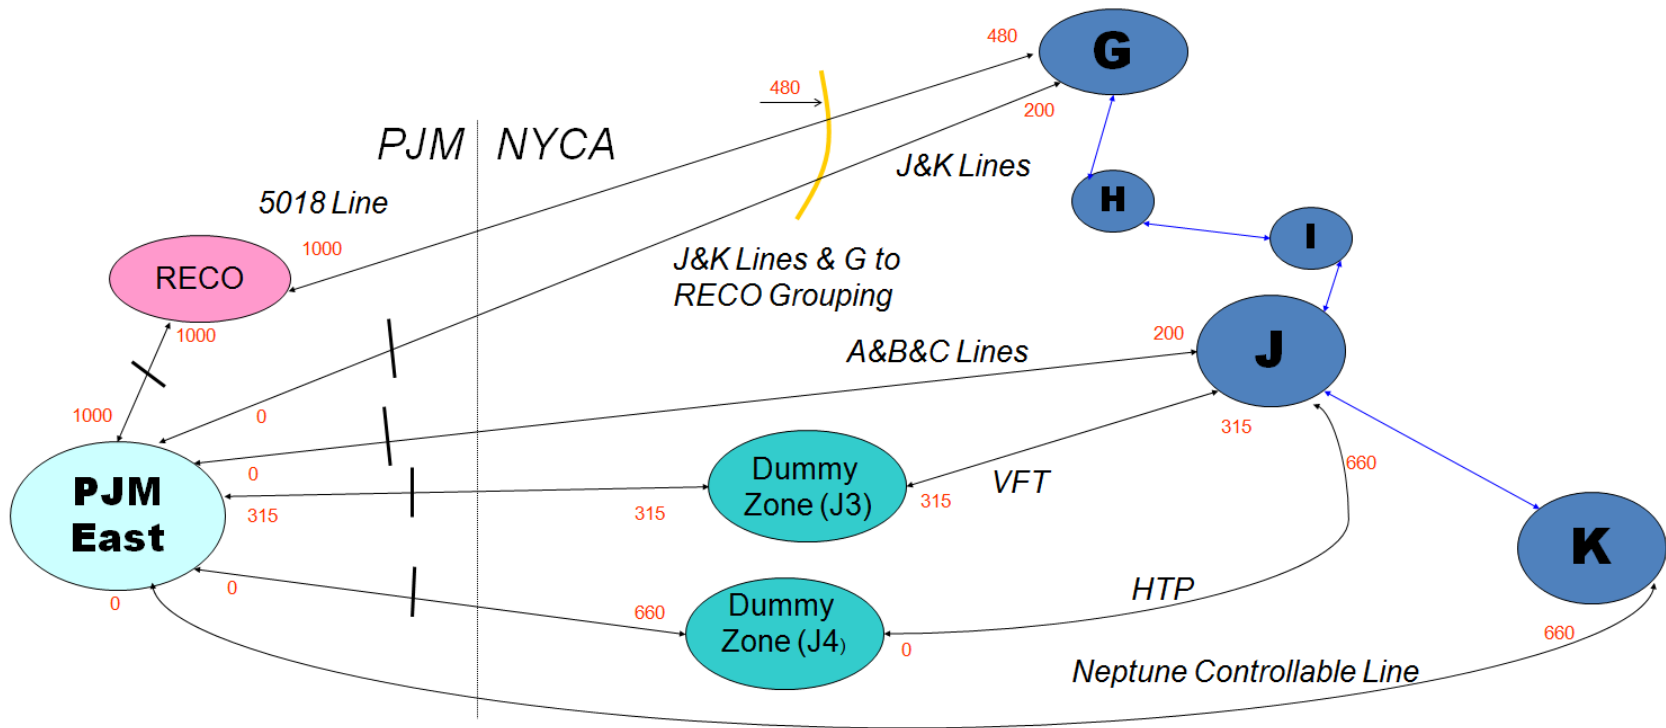 480
G
480
200
PJM
NYCA
J&K Lines
H
5018 Line
I
1000
RECO
J&K Lines & G to
RECO Grouping
1000
200
A&B&C Lines
J
1000
0
0
315
Dummy
Zone (J3)
315
315
315
VFT
660
PJM
East
K
0
0
660
Dummy
Zone (J4)
0
HTP
660
Neptune Controllable Line